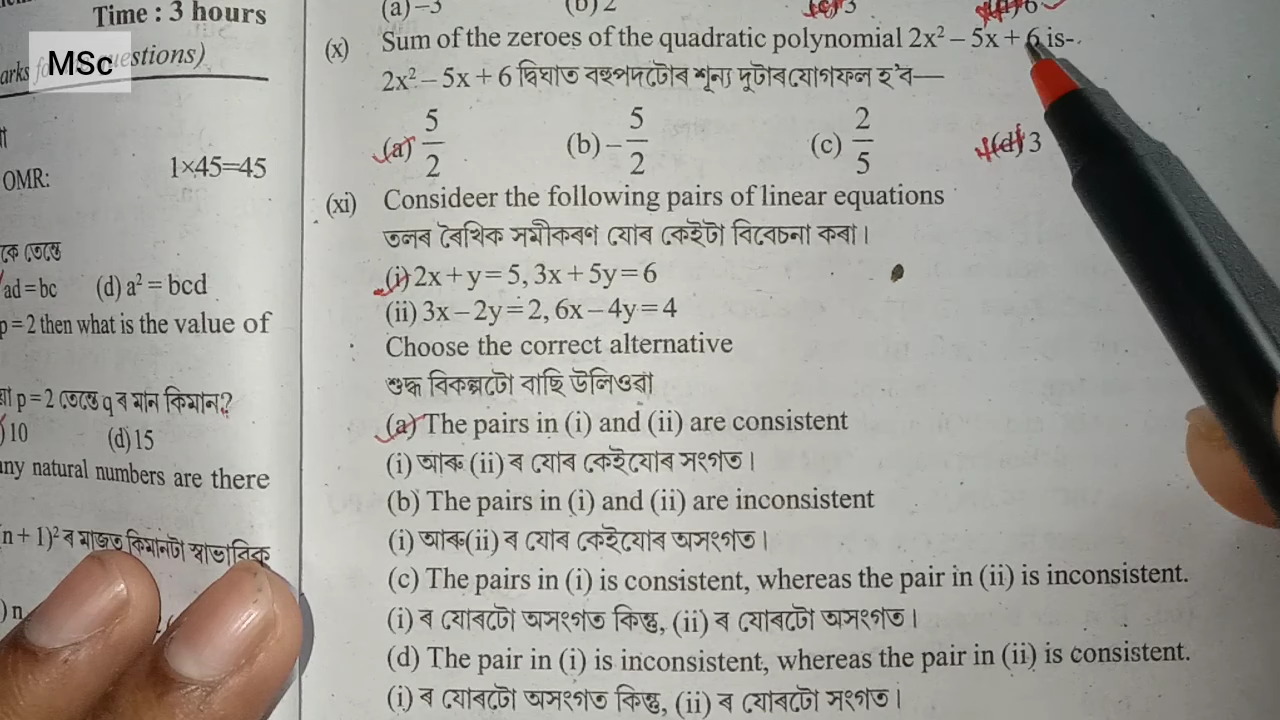 Time : 3 hours
MSc
1×45=45
OMR:
ad=bc (d) a² = bcd
p = 2 then what is the value of
p = 2 তেন্তে q ৰ মান কিমান?
10 (d) 15
natural numbers are there
(a) –3 (b) 2
(x) Sum of the zeroes of the quadratic polynomial 2x² – 5x + 6 is-
2x² – 5x + 6 দ্বিঘাত বহুপদটোৰ শূন্য দুটাৰযোগফল হ'ব—
(a) 5/2 (b) – 5/2 (c) 2/5 (d) 3
(xi) Consideer the following pairs of linear equations
তলৰ ৰৈখিক সমীকৰণ যোৰ কেইটা বিবেচনা কৰা।
(i) 2x + y = 5, 3x + 5y = 6
(ii) 3x – 2y = 2, 6x – 4y = 4
Choose the correct alternative
শুদ্ধ বিকল্পটো বাছি উলিওৱা
(a) The pairs in (i) and (ii) are consistent
(i) আৰু (ii) ৰ যোৰ কেইযোৰ সংগত।
(b) The pairs in (i) and (ii) are inconsistent
(i) আৰু(ii) ৰ যোৰ কেইযোৰ অসংগত।
(c) The pairs in (i) is consistent, whereas the pair in (ii) is inconsistent.
(i) ৰ যোৰটো অসংগত কিন্তু, (ii) ৰ যোৰটো অসংগত।
(d) The pair in (i) is inconsistent, whereas the pair in (ii) is consistent.
(i) ৰ যোৰটো অসংগত কিন্তু, (ii) ৰ যোৰটো সংগত।